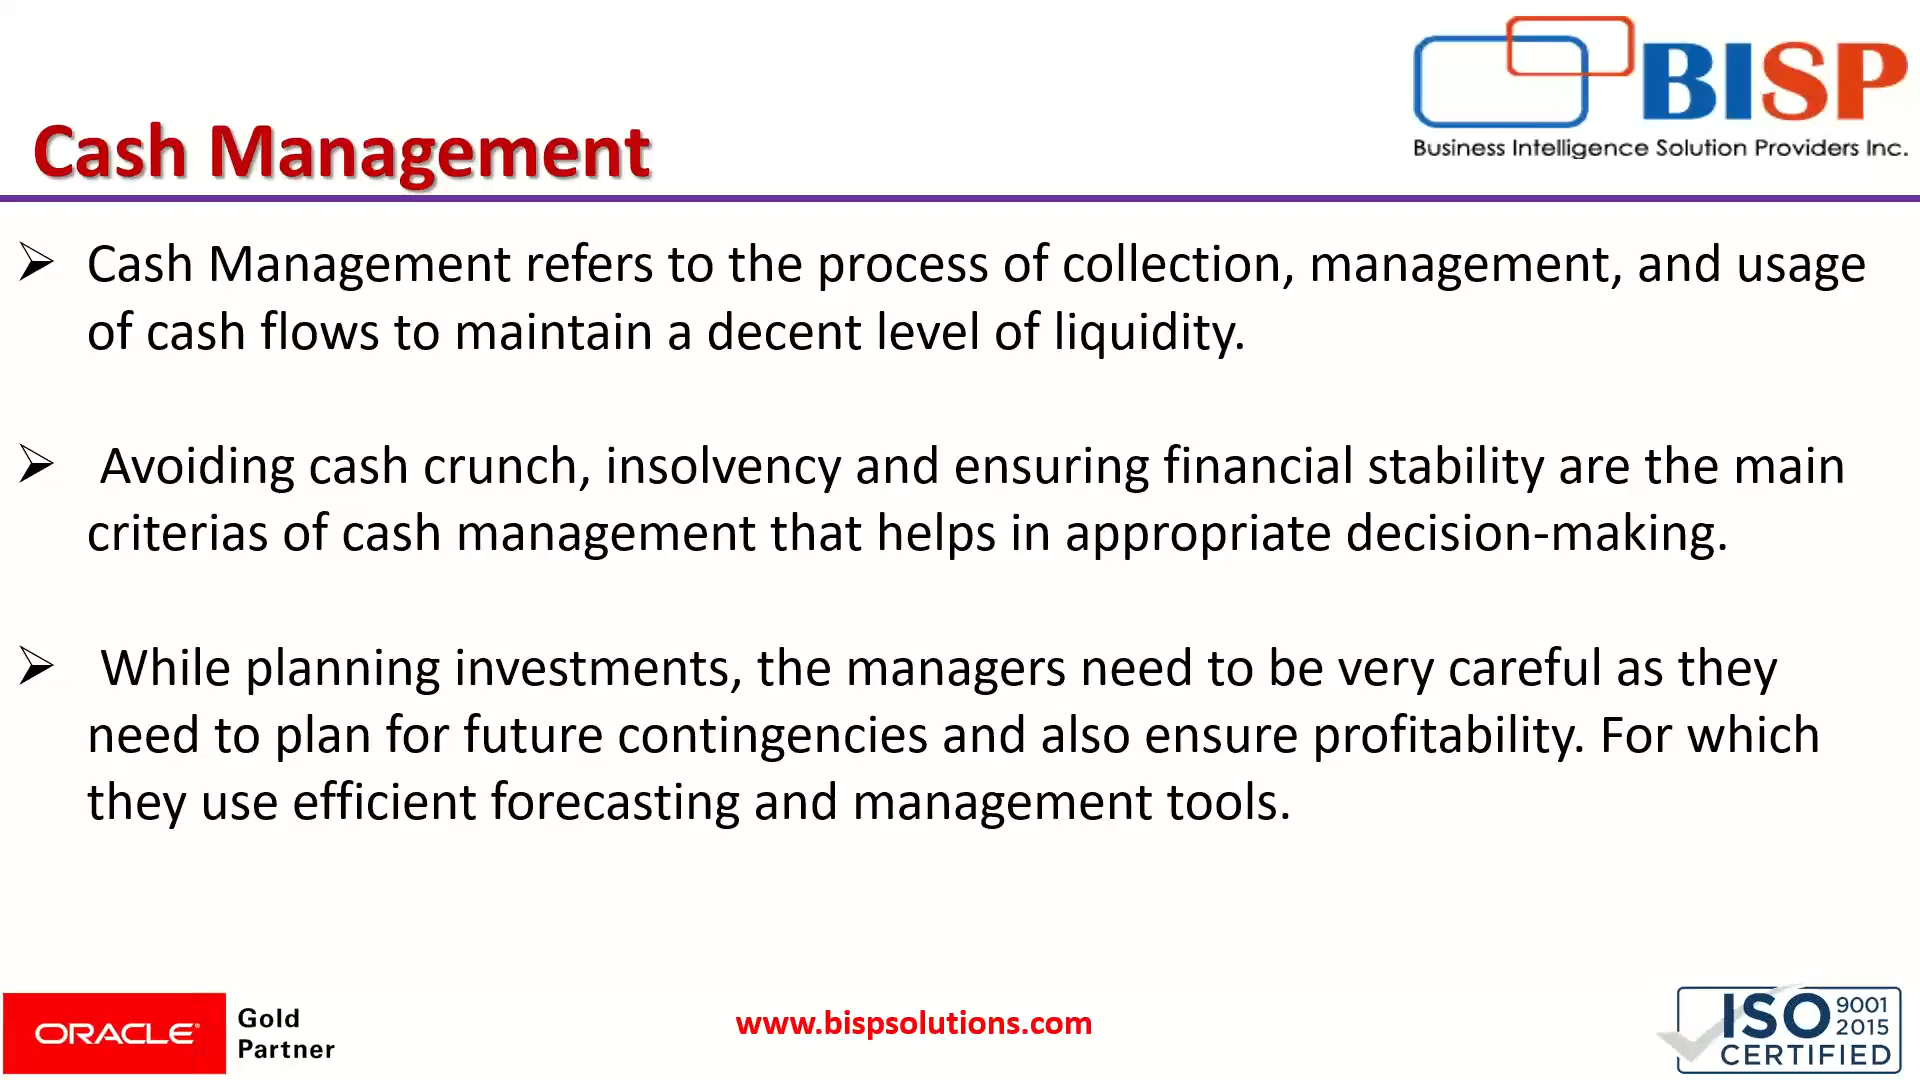 BISP
Business Intelligence Solution Providers Inc.
Cash Management
➢ Cash Management refers to the process of collection, management, and usage
of cash flows to maintain a decent level of liquidity.
➢ Avoiding cash crunch, insolvency and ensuring financial stability are the main
criterias of cash management that helps in appropriate decision-making.
➢ While planning investments, the managers need to be very careful as they
need to plan for future contingencies and also ensure profitability. For which
they use efficient forecasting and management tools.
ORACLE®
Gold
Partner
www.bispsolutions.com
ISO 9001
2015
CERTIFIED